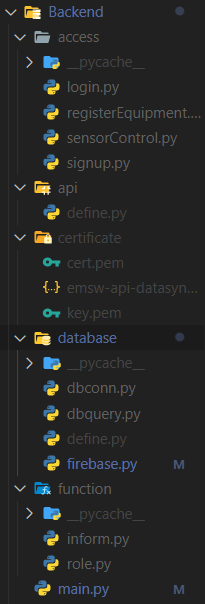 Backend
access
__pycache__
login.py
registerEquipment....
sensorControl.py
signup.py
api
define.py
certificate
cert.pem
emsw-api-datasyn...
key.pem
database
__pycache__
dbconn.py
dbquery.py
define.py
firebase.py M
function
__pycache__
inform.py
role.py
main.py M